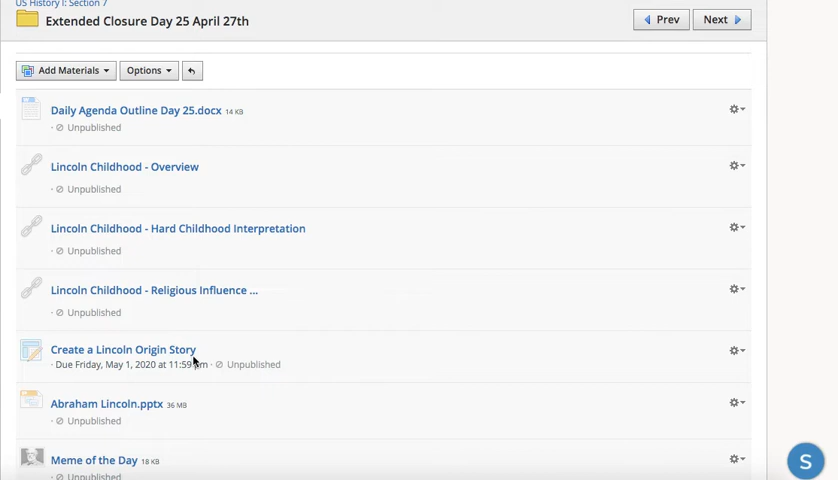 US History I: Section 7
Extended Closure Day 25 April 27th
Prev
Next
Add Materials
Options
Daily Agenda Outline Day 25.docx 14 KB
· Unpublished
Lincoln Childhood - Overview
· Unpublished
Lincoln Childhood - Hard Childhood Interpretation
· Unpublished
Lincoln Childhood - Religious Influence ...
· Unpublished
Create a Lincoln Origin Story
· Due Friday, May 1, 2020 at 11:59 pm · Unpublished
Abraham Lincoln.pptx 36 MB
· Unpublished
Meme of the Day 18 KB
· Unpublished
S